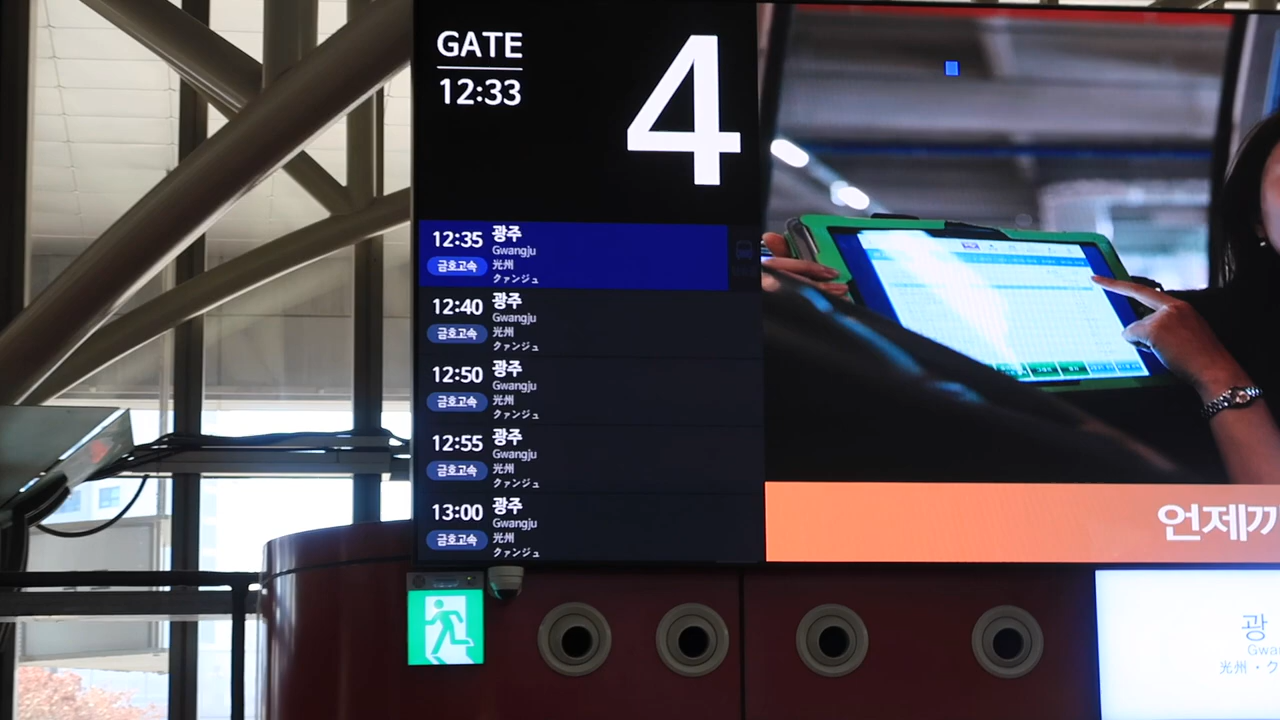 GATE
12:33
4
12:35 광주
Gwangju
금호고속 光州
クァンジュ
12:40 광주
Gwangju
금호고속 光州
クァンジュ
12:50 광주
Gwangju
금호고속 光州
クァンジュ
12:55 광주
Gwangju
금호고속 光州
クァンジュ
13:00 광주
Gwangju
금호고속 光州
クァンジュ
언제까
광
Gwa
光州・ク